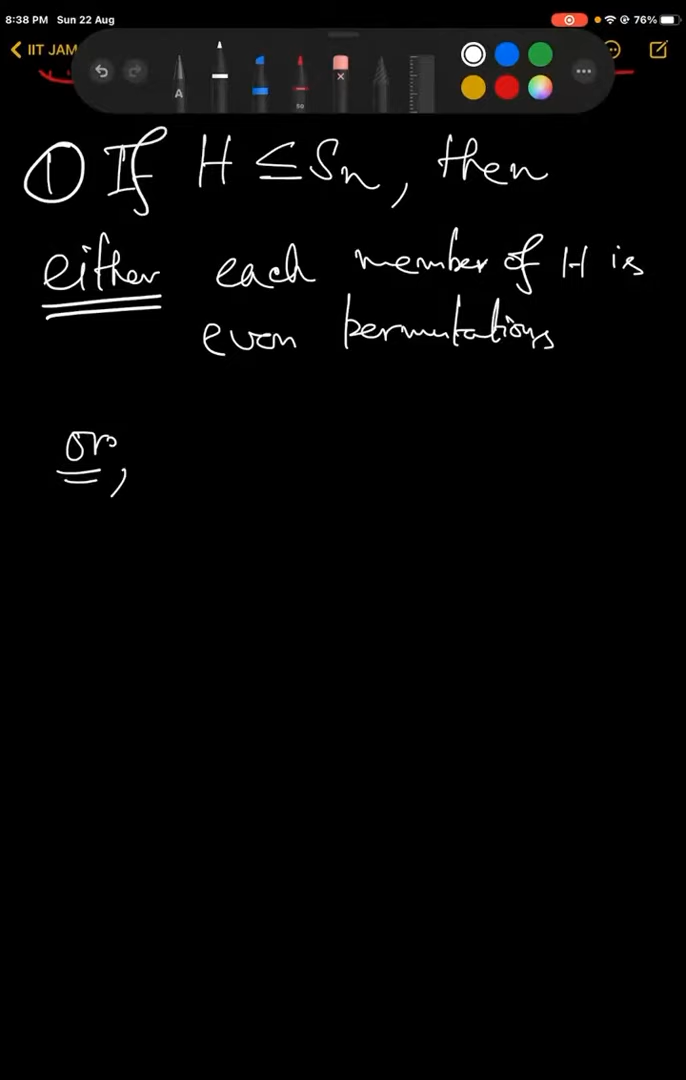 8:38 PM Sun 22 Aug 76%
IIT JAM
① If H ≤ Sn, then
either each member of H is
even permutations
or,